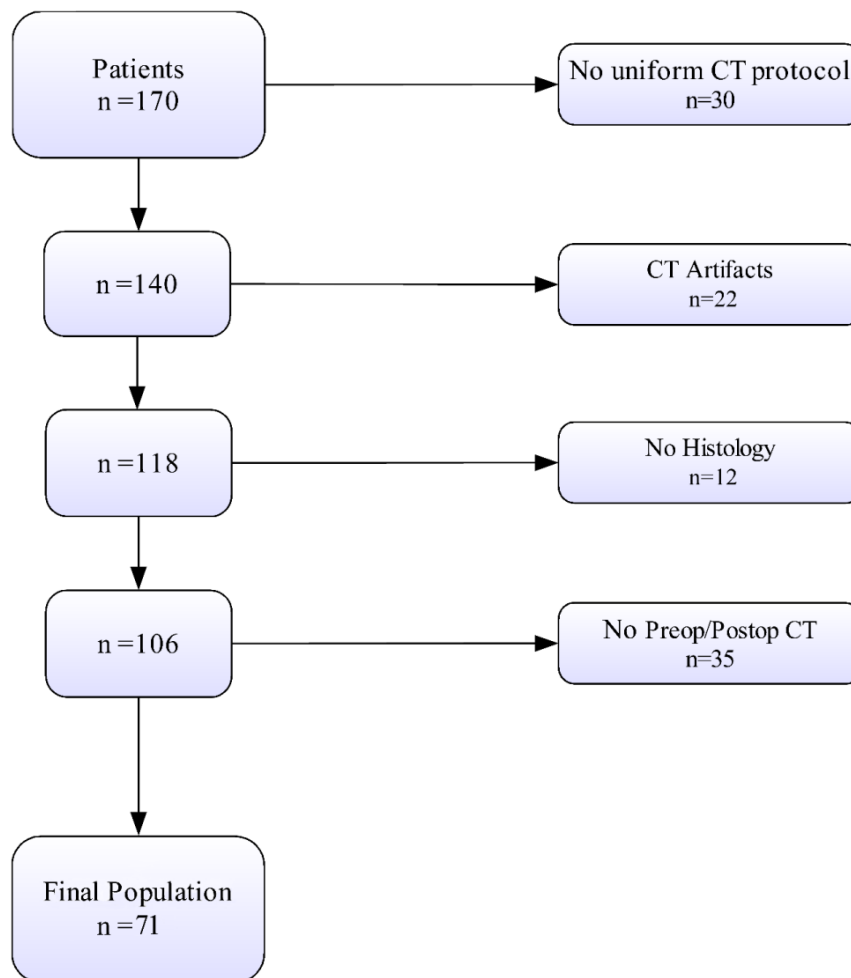 Patients
n =170
No uniform CT protocol
n=30
n =140
CT Artifacts
n=22
n =118
No Histology
n=12
n =106
No Preop/Postop CT
n=35
Final Population
n =71